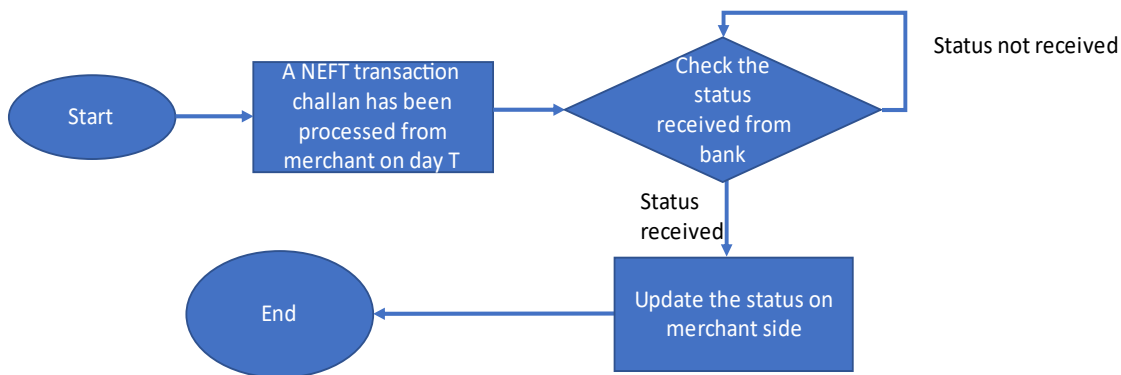 Start
A NEFT transaction
challan has been
processed from
merchant on day T
Check the
status
received from
bank
Status not received
Status
received
Update the status on
merchant side
End